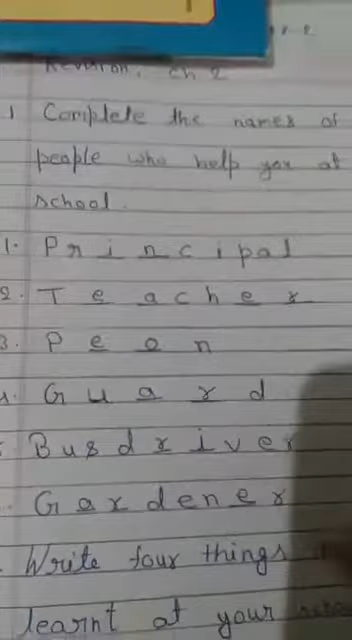 Revision, Ch 2
1 Complete the names of
people who help you at
school.
1. Principal
2. Teacher
3. Peon
Guard
Bus driver
Gardener
Write four things
learnt at your